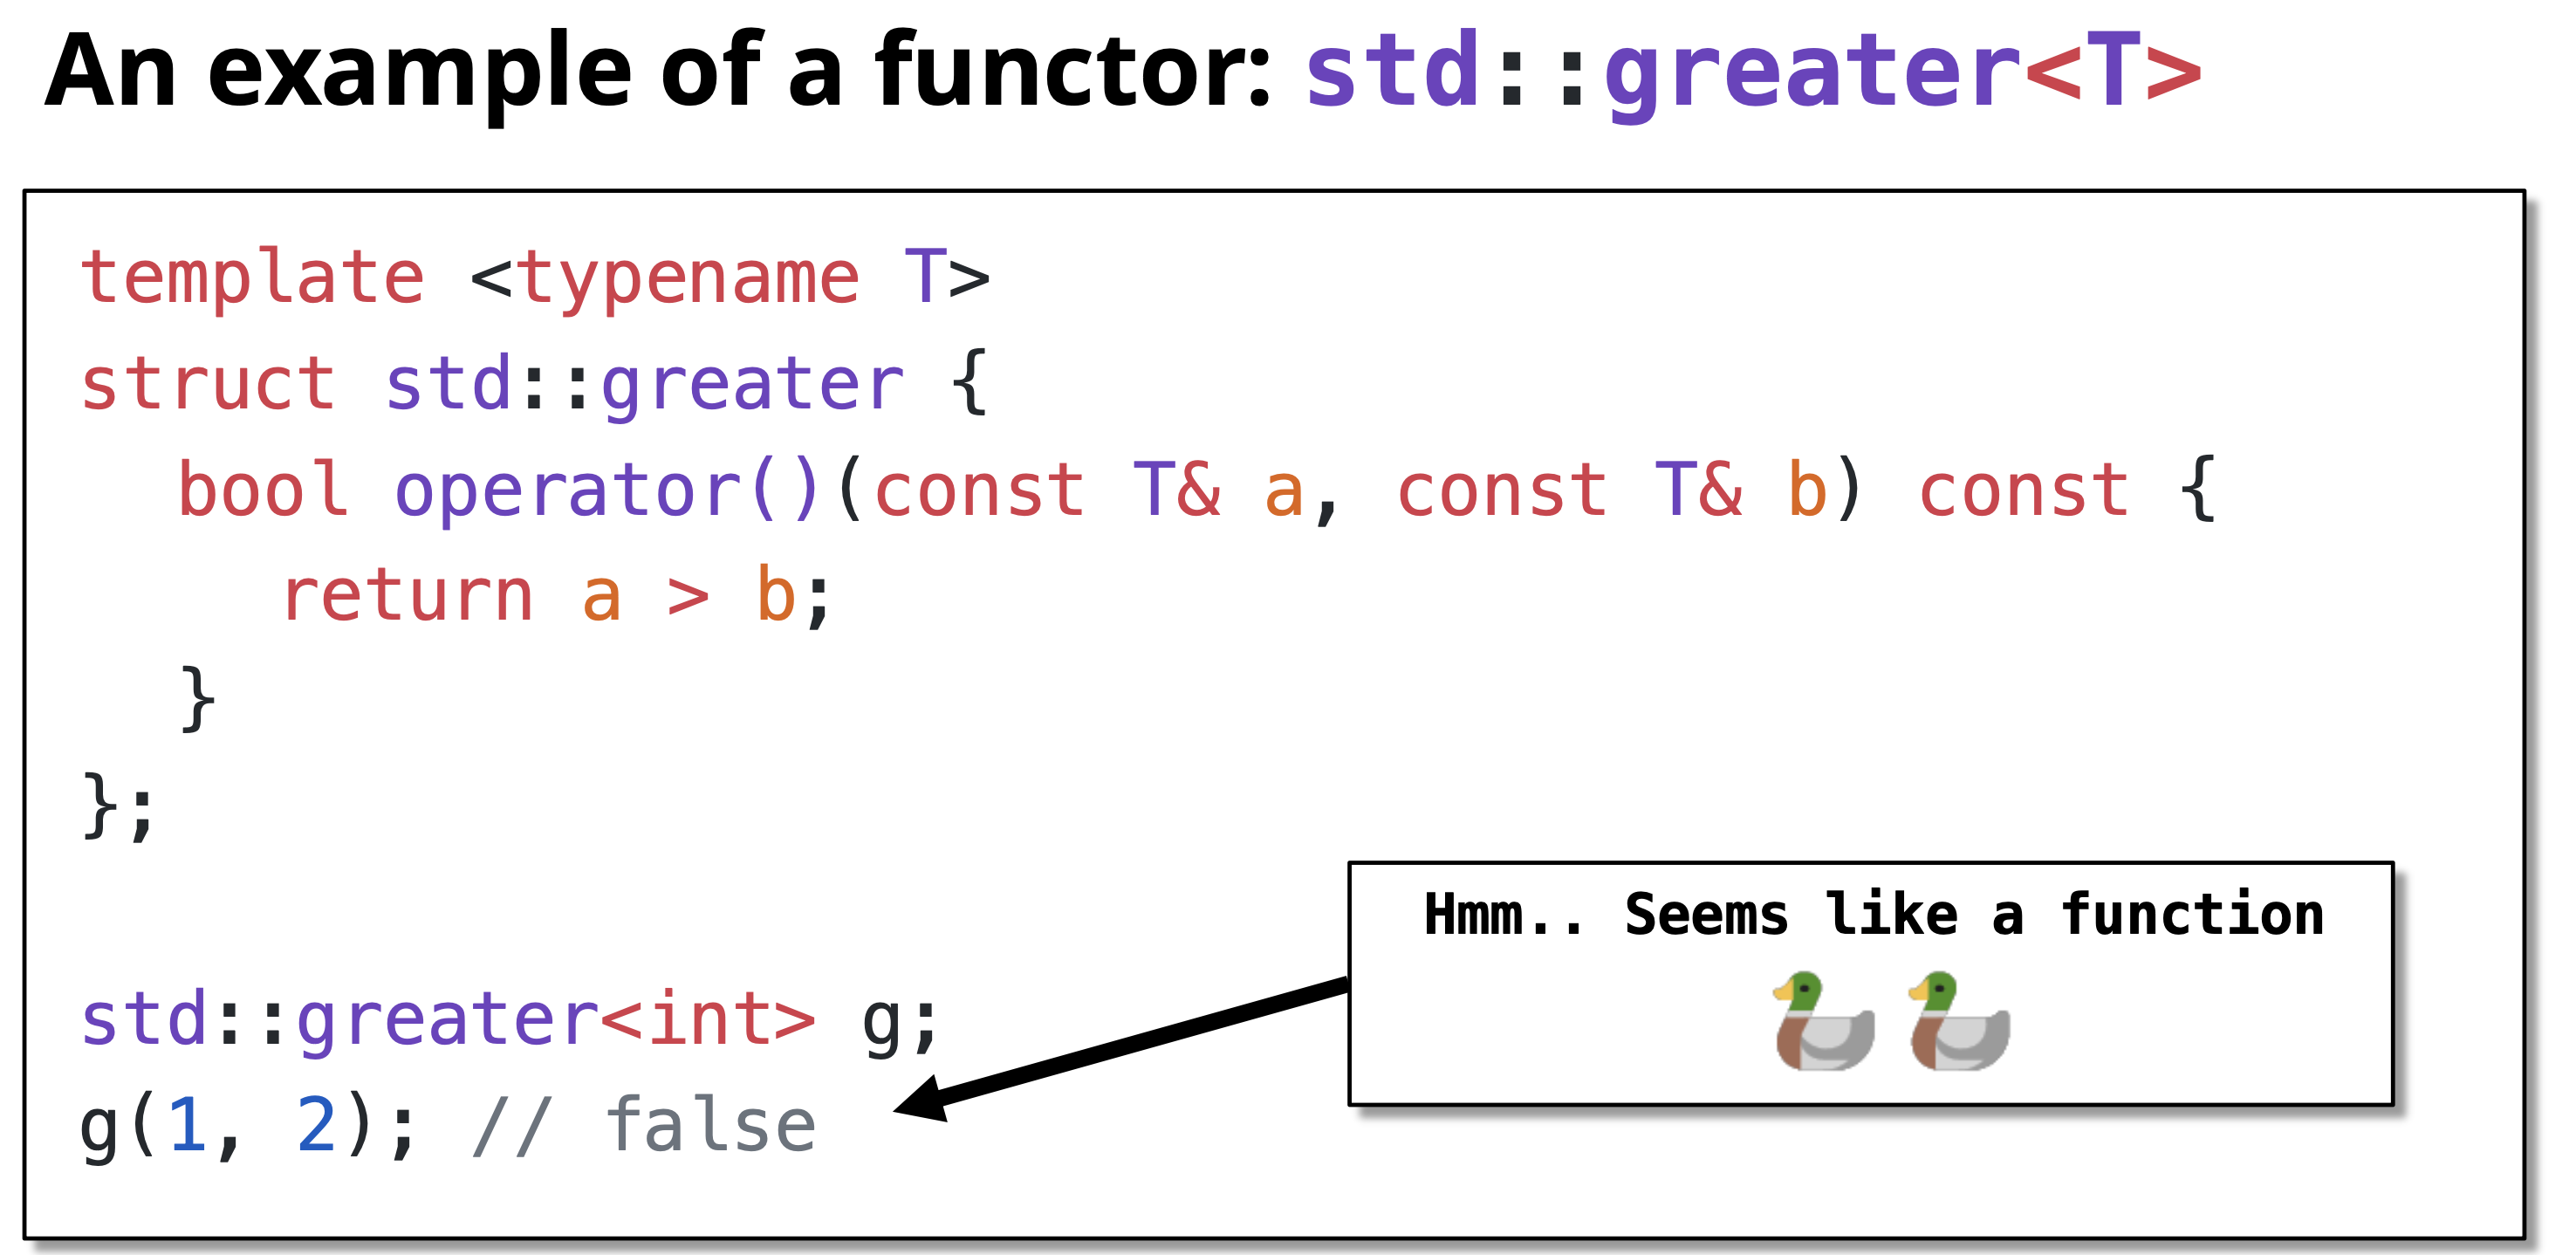 An example of a functor: std::greater<T>
template <typename T>
struct std::greater {
bool operator()(const T& a, const T& b) const {
return a > b;
}
};
std::greater<int> g;
g(1, 2); // false
Hmm.. Seems like a function